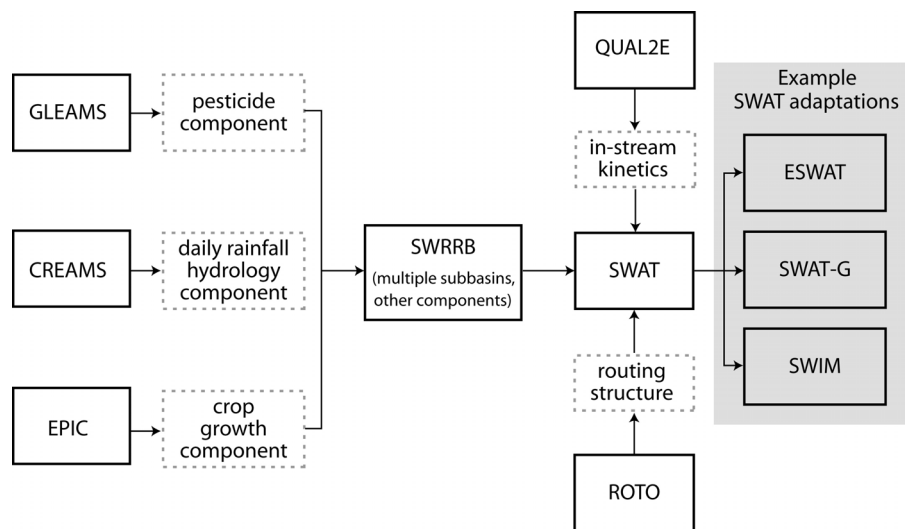 QUAL2E
Example
SWAT adaptations
GLEAMS
pesticide
component
in-stream
kinetics
ESWAT
CREAMS
daily rainfall
hydrology
component
SWRRB
(multiple subbasins,
other components)
SWAT
SWAT-G
EPIC
crop
growth
component
routing
structure
SWIM
ROTO